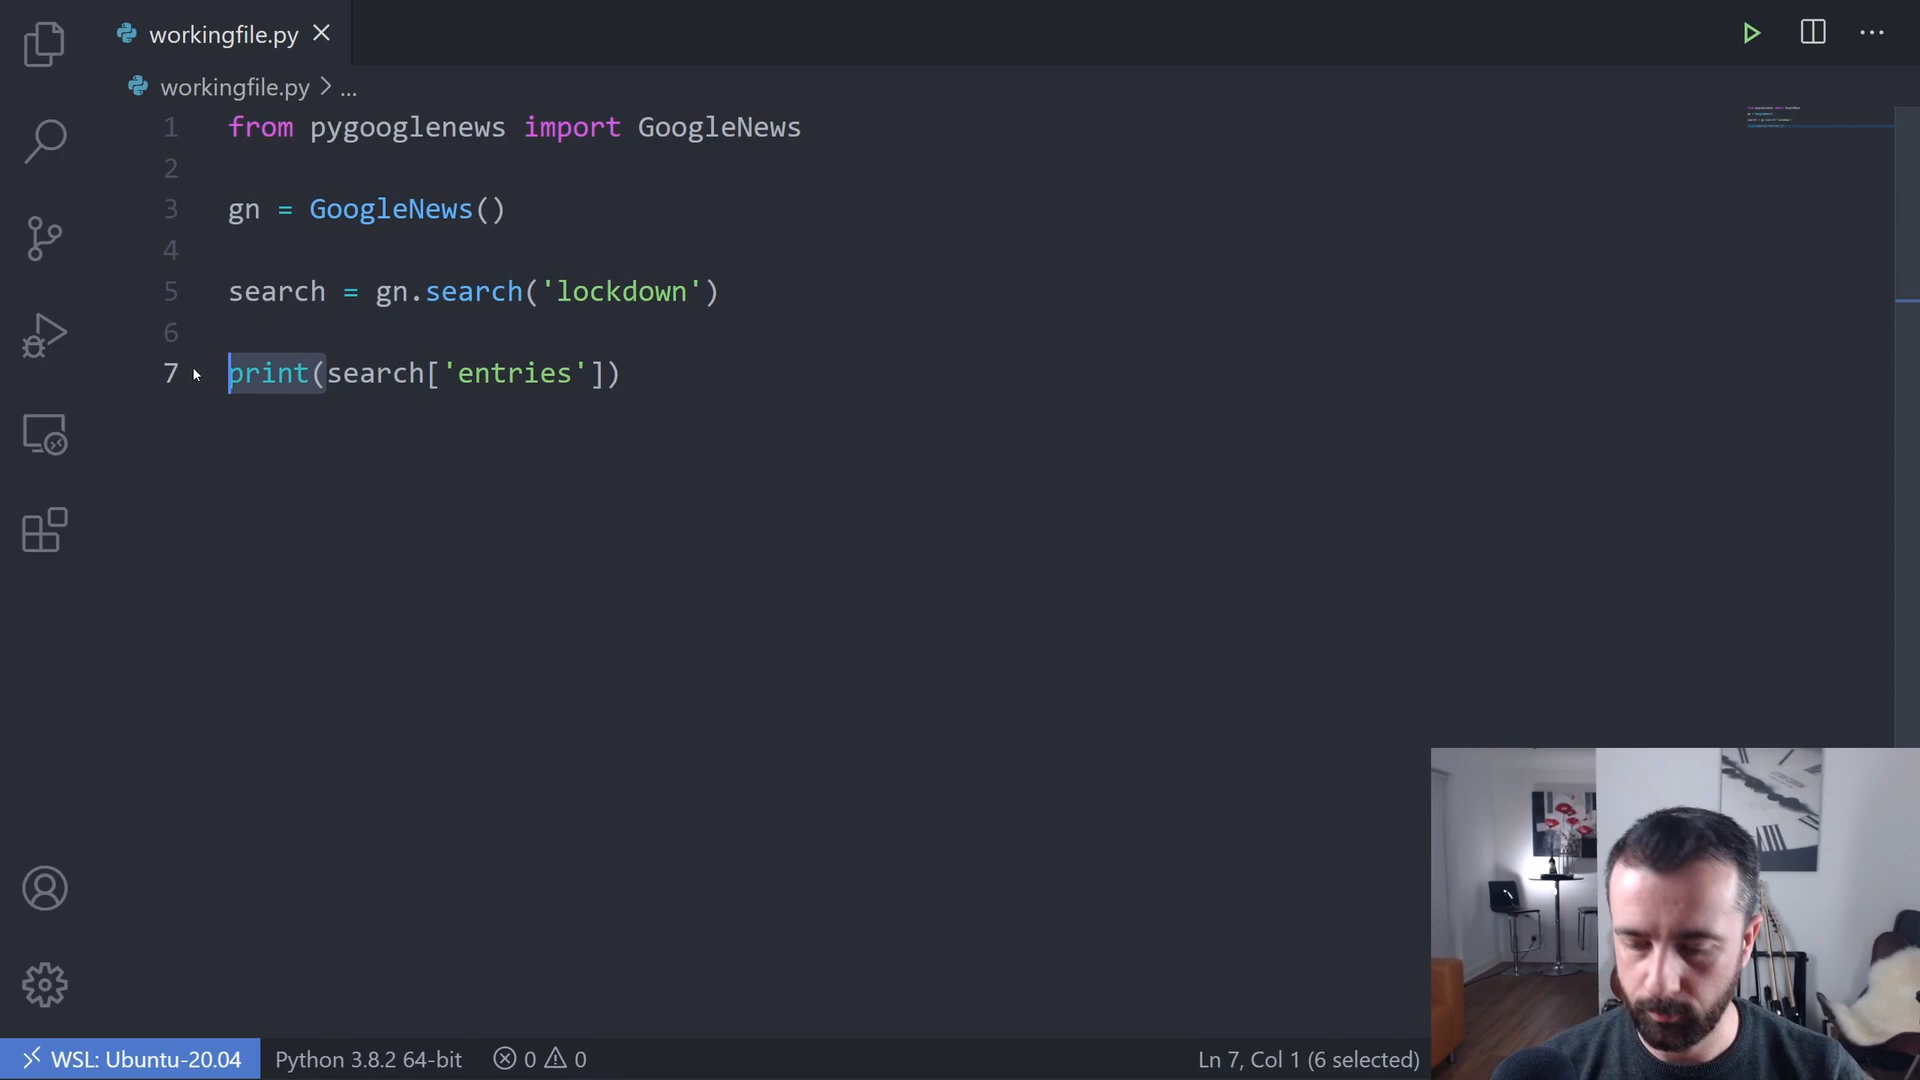 workingfile.py
workingfile.py > ...
1 from pygooglenews import GoogleNews
2
3 gn = GoogleNews()
4
5 search = gn.search('lockdown')
6
7 print(search['entries'])
WSL: Ubuntu-20.04 Python 3.8.2 64-bit 0 0 Ln 7, Col 1 (6 selected)